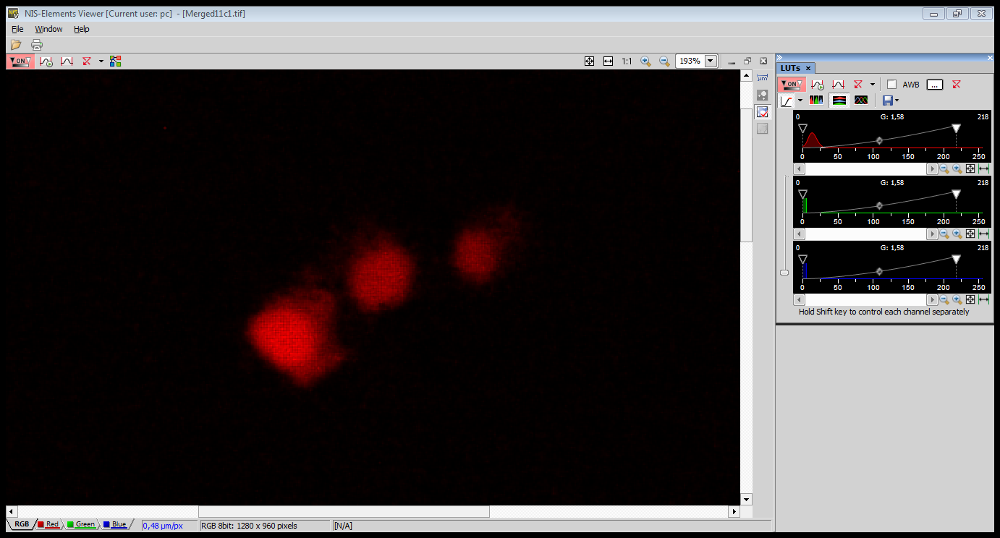 NIS-Elements Viewer [Current user: pc] - [Merged11c1.tif]
File Window Help
ON 1:1 193%
LUTs
µm
ON AWB ...
0 G: 1,58 218
0 50 100 150 200 250
0 G: 1,58 218
0 50 100 150 200 250
0 G: 1,58 218
0 50 100 150 200 250
Hold Shift key to control each channel separately
RGB Red Green Blue 0,48 µm/px RGB 8bit: 1280 x 960 pixels [N/A]